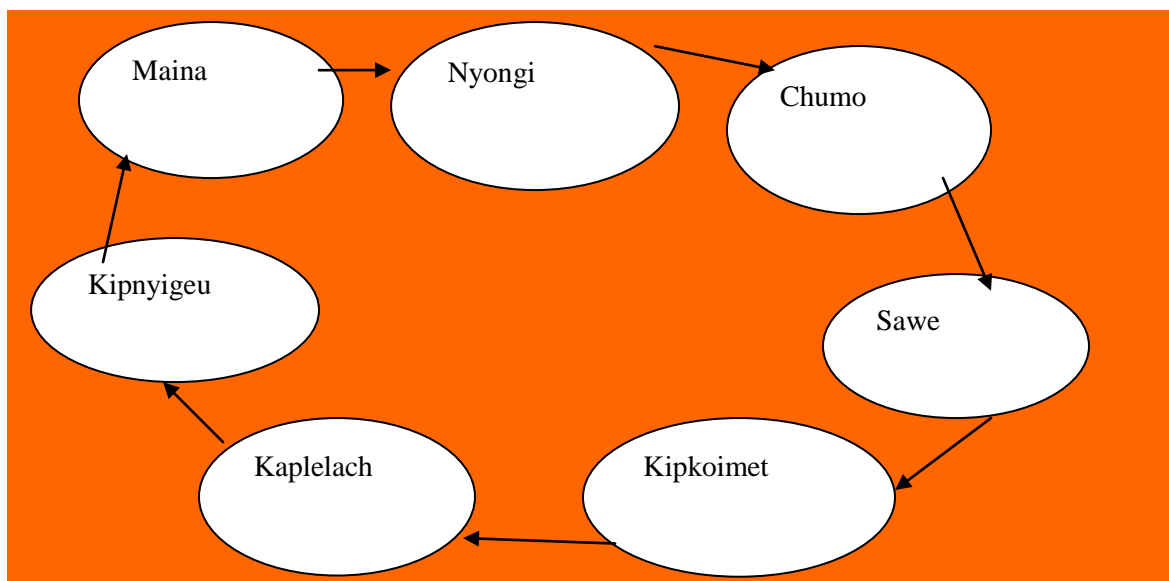 Maina
Nyongi
Chumo
Sawe
Kipkoimet
Kaplelach
Kipnyigeu